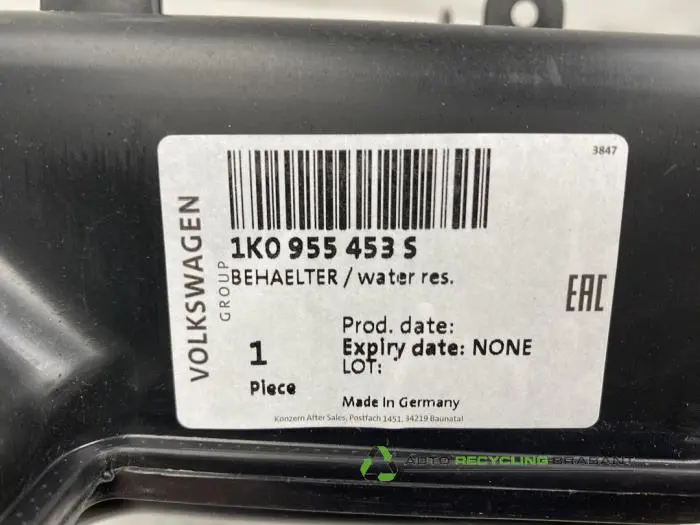 3847
VOLKSWAGEN
GROUP
1K0 955 453 S
BEHAELTER / water res.
EAC
1
Piece
Prod. date:
Expiry date: NONE
LOT:
Made In Germany
Konzern After Sales, Postfach 1451, 34219 Baunatal
AUTO RECYCLING BRABANT